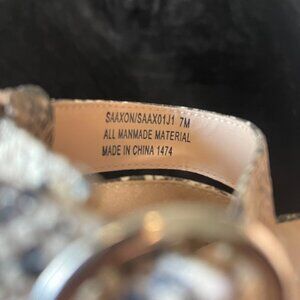 SAAXON/SAAX01J1 7M
ALL MANMADE MATERIAL
MADE IN CHINA 1474